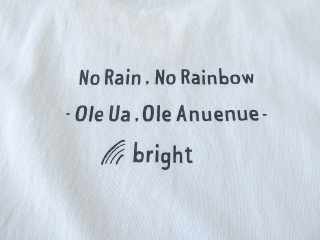 No Rain . No Rainbow
- Ole Ua . Ole Anuenue -
bright